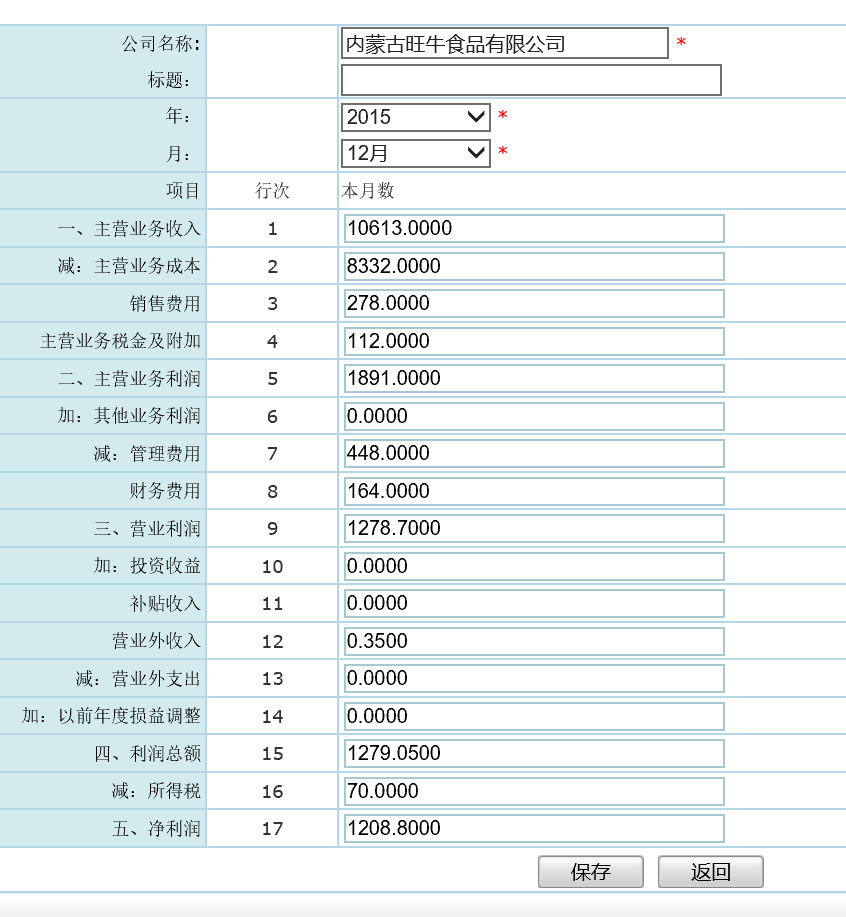 公司名称: 内蒙古旺牛食品有限公司 *
标题:
年: 2015 *
月: 12月 *
项目 行次 本月数
一、主营业务收入 1 10613.0000
减: 主营业务成本 2 8332.0000
销售费用 3 278.0000
主营业务税金及附加 4 112.0000
二、主营业务利润 5 1891.0000
加: 其他业务利润 6 0.0000
减: 管理费用 7 448.0000
财务费用 8 164.0000
三、营业利润 9 1278.7000
加: 投资收益 10 0.0000
补贴收入 11 0.0000
营业外收入 12 0.3500
减: 营业外支出 13 0.0000
加: 以前年度损益调整 14 0.0000
四、利润总额 15 1279.0500
减: 所得税 16 70.0000
五、净利润 17 1208.8000
保存 返回